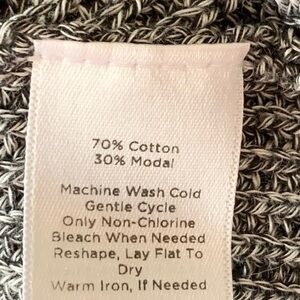 70% Cotton
30% Modal
Machine Wash Cold
Gentle Cycle
Only Non-Chlorine
Bleach When Needed
Reshape, Lay Flat To
Dry
Warm Iron, If Needed